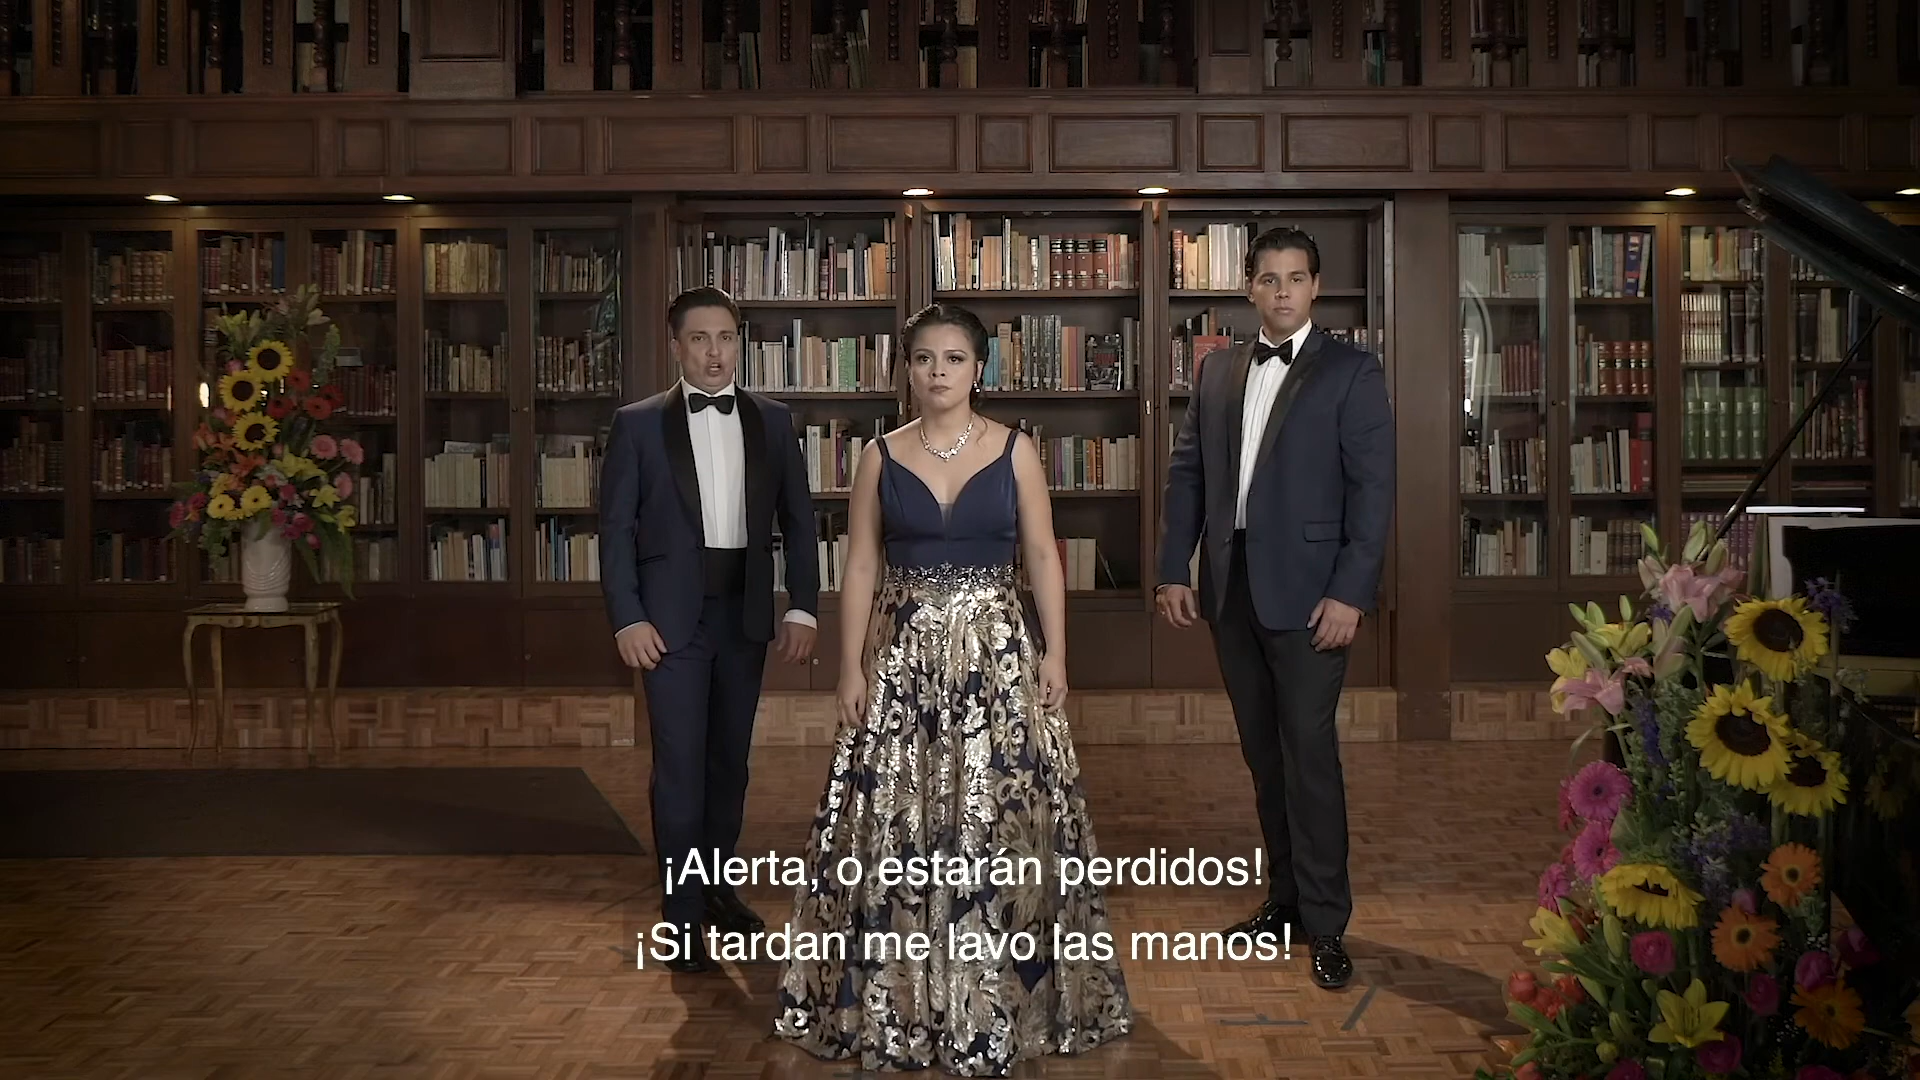 ¡Alerta, o estarán perdidos!
¡Si tardan me lavo las manos!